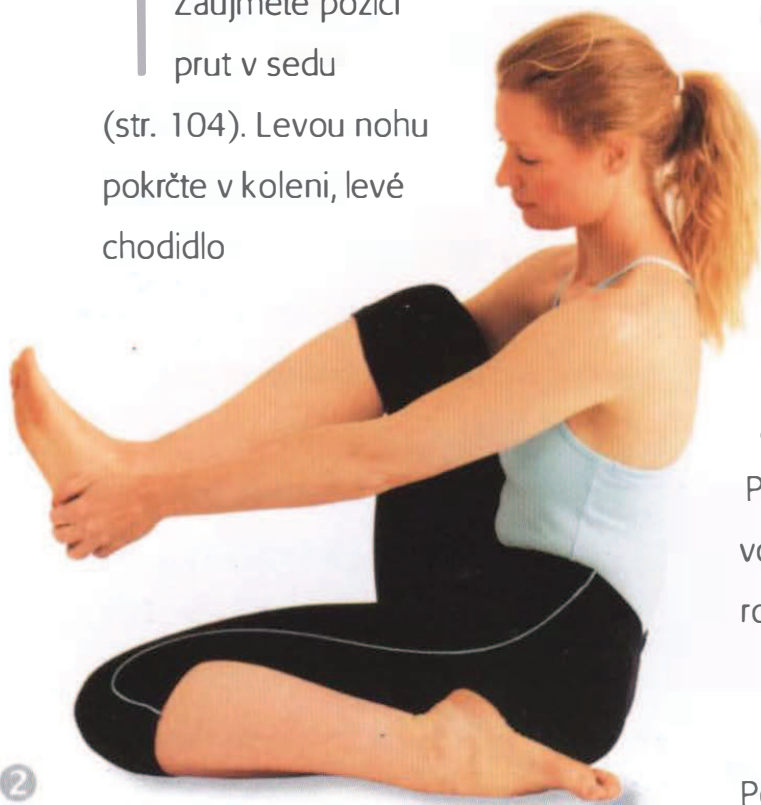 Zaujměte pozici
prut v sedu
(str. 104). Levou nohu
pokrčte v koleni, levé
chodidlo
2